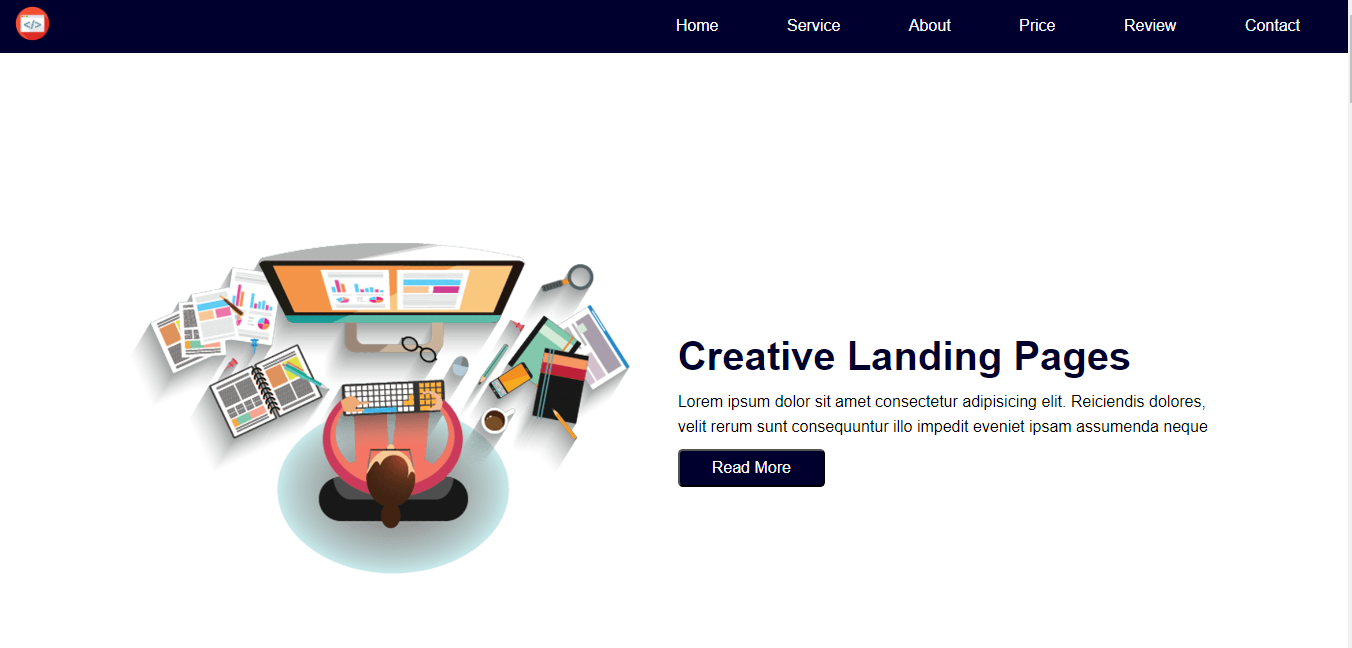 </>
Home Service About Price Review Contact
Creative Landing Pages
Lorem ipsum dolor sit amet consectetur adipisicing elit. Reiciendis dolores,
velit rerum sunt consequuntur illo impedit eveniet ipsam assumenda neque
Read More